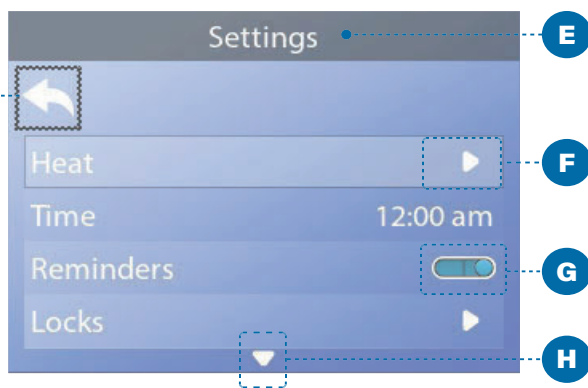 Settings
E
Heat
F
Time 12:00 am
Reminders
G
Locks
H